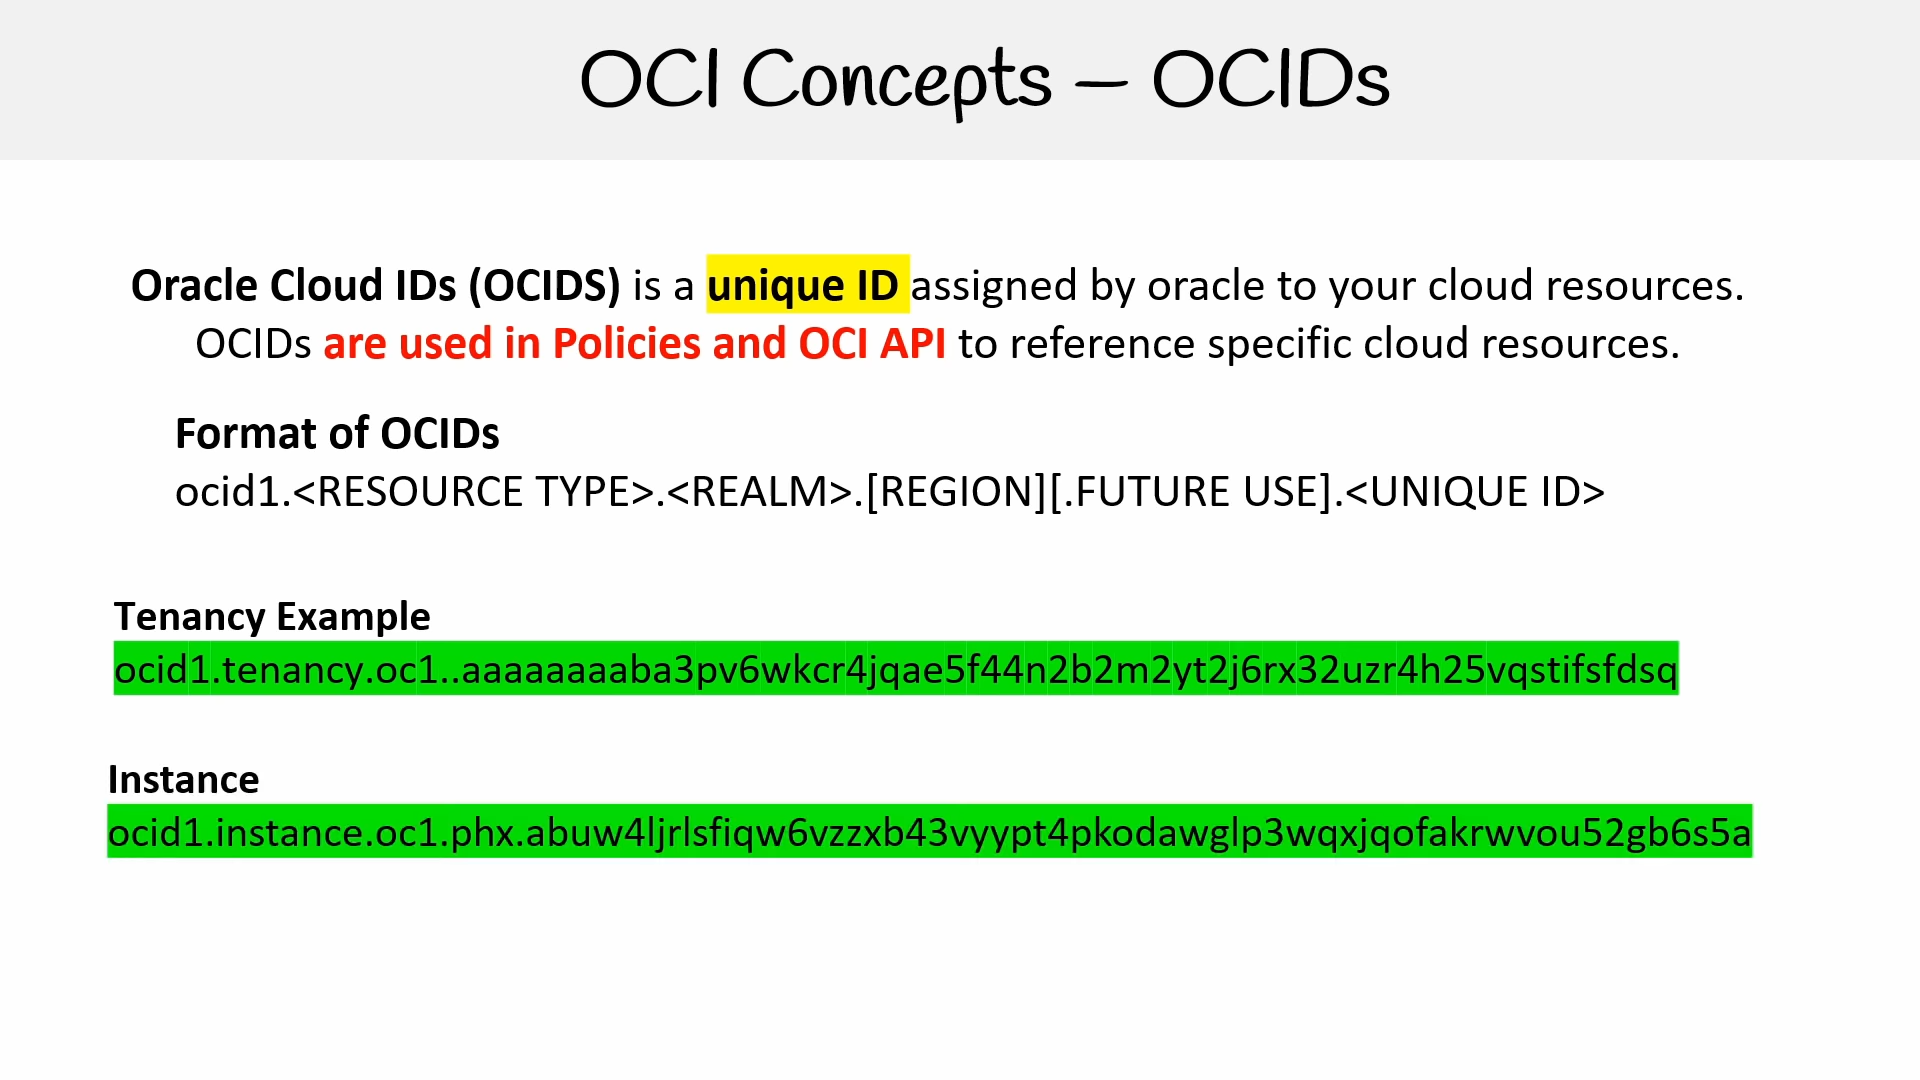 OCI Concepts – OCIDs
Oracle Cloud IDs (OCIDS) is a unique ID assigned by oracle to your cloud resources.
OCIDs are used in Policies and OCI API to reference specific cloud resources.
Format of OCIDs
ocid1.<RESOURCE TYPE>.<REALM>.[REGION][.FUTURE USE].<UNIQUE ID>
Tenancy Example
ocid1.tenancy.oc1..aaaaaaaaba3pv6wkcr4jqae5f44n2b2m2yt2j6rx32uzr4h25vqstifsfdsq
Instance
ocid1.instance.oc1.phx.abuw4ljrlsfiqw6vzzxb43vyypt4pkodawglp3wqxjqofakrwvou52gb6s5a